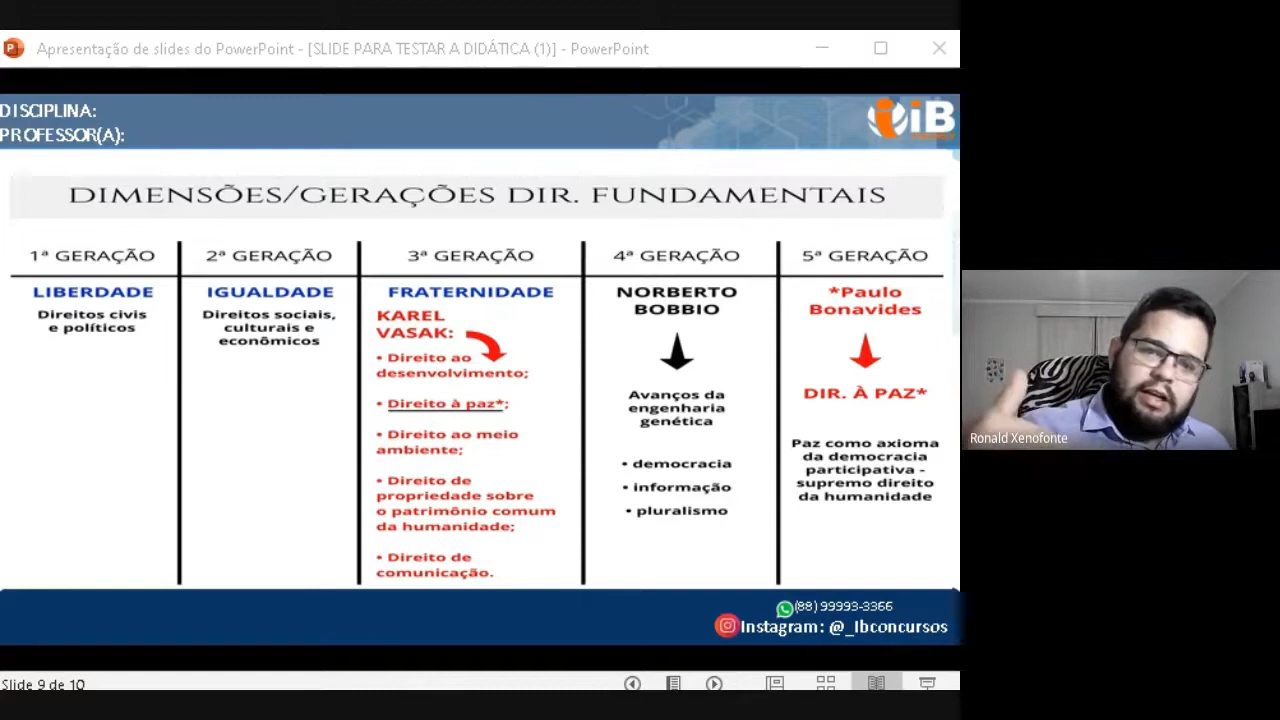 Apresentação de slides do PowerPoint - [SLIDE PARA TESTAR A DIDÁTICA (1)] - PowerPoint
DISCIPLINA:
PROFESSOR(A):
iB
DIMENSÕES/GERAÇÕES DIR. FUNDAMENTAIS
1ª GERAÇÃO
LIBERDADE
Direitos civis
e políticos
2ª GERAÇÃO
IGUALDADE
Direitos sociais,
culturais e
econômicos
3ª GERAÇÃO
FRATERNIDADE
KAREL
VASAK:
• Direito ao
desenvolvimento;
• Direito à paz*;
• Direito ao meio
ambiente;
• Direito de
propriedade sobre
o patrimônio comum
da humanidade;
• Direito de
comunicação.
4ª GERAÇÃO
NORBERTO
BOBBIO
Avanços da
engenharia
genética
• democracia
• informação
• pluralismo
5ª GERAÇÃO
*Paulo
Bonavides
DIR. À PAZ*
Paz como axioma
da democracia
participativa -
supremo direito
da humanidade
Ronald Xenofonte
(88) 99993-3366
Instagram: @_Ibconcursos
Slide 9 de 10